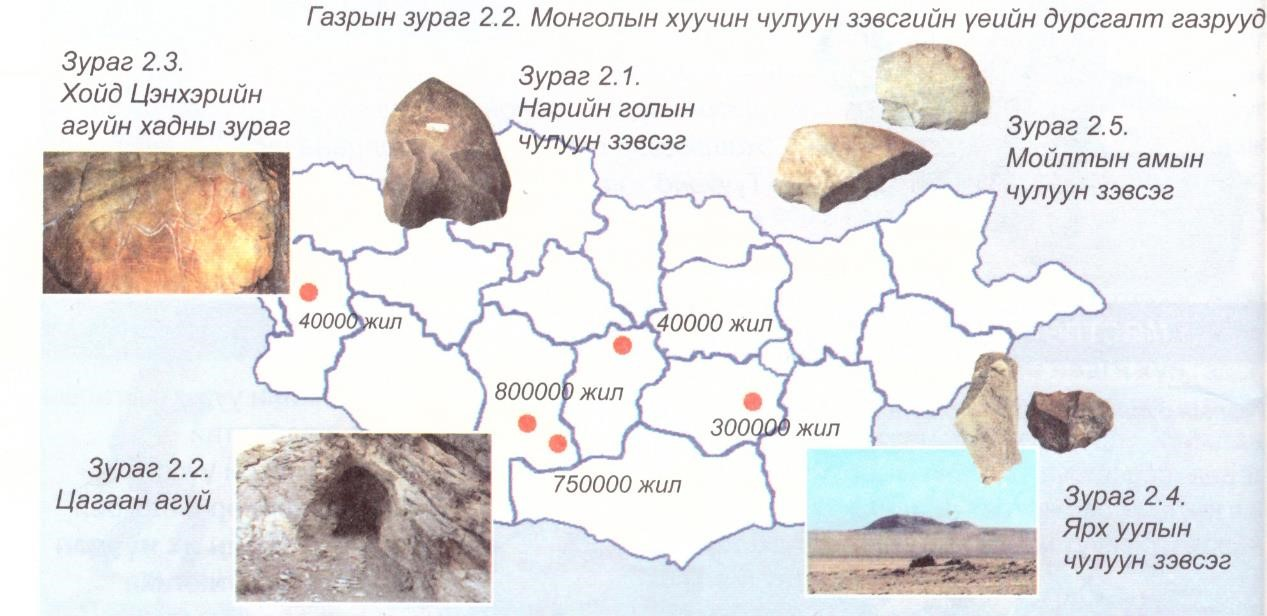 Газрын зураг 2.2. Монголын хуучин чулуун зэвсгийн үеийн дурсгалт газрууд
Зураг 2.3.
Хойд Цэнхэрийн
агуйн хадны зураг
Зураг 2.1.
Нарийн голын
чулуун зэвсэг
Зураг 2.5.
Мойлтын амын
чулуун зэвсэг
40000 жил
40000 жил
800000 жил
300000 жил
750000 жил
Зураг 2.2.
Цагаан агуй
Зураг 2.4.
Ярх уулын
чулуун зэвсэг